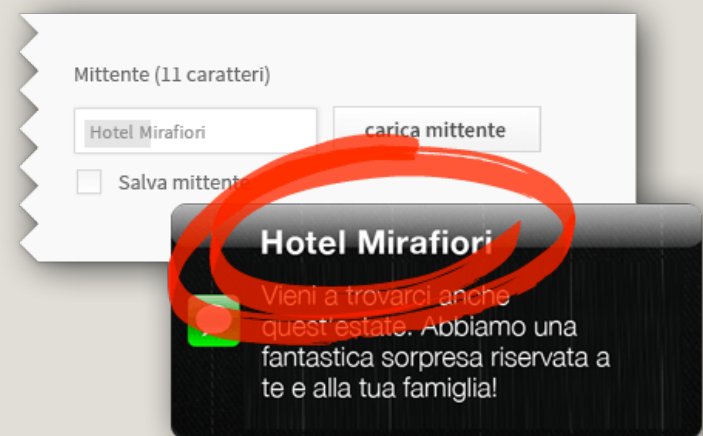 Mittente (11 caratteri)
Hotel Mirafiori
carica mittente
Salva mittente
Hotel Mirafiori
Vieni a trovarci anche
quest'estate. Abbiamo una
fantastica sorpresa riservata a
te e alla tua famiglia!